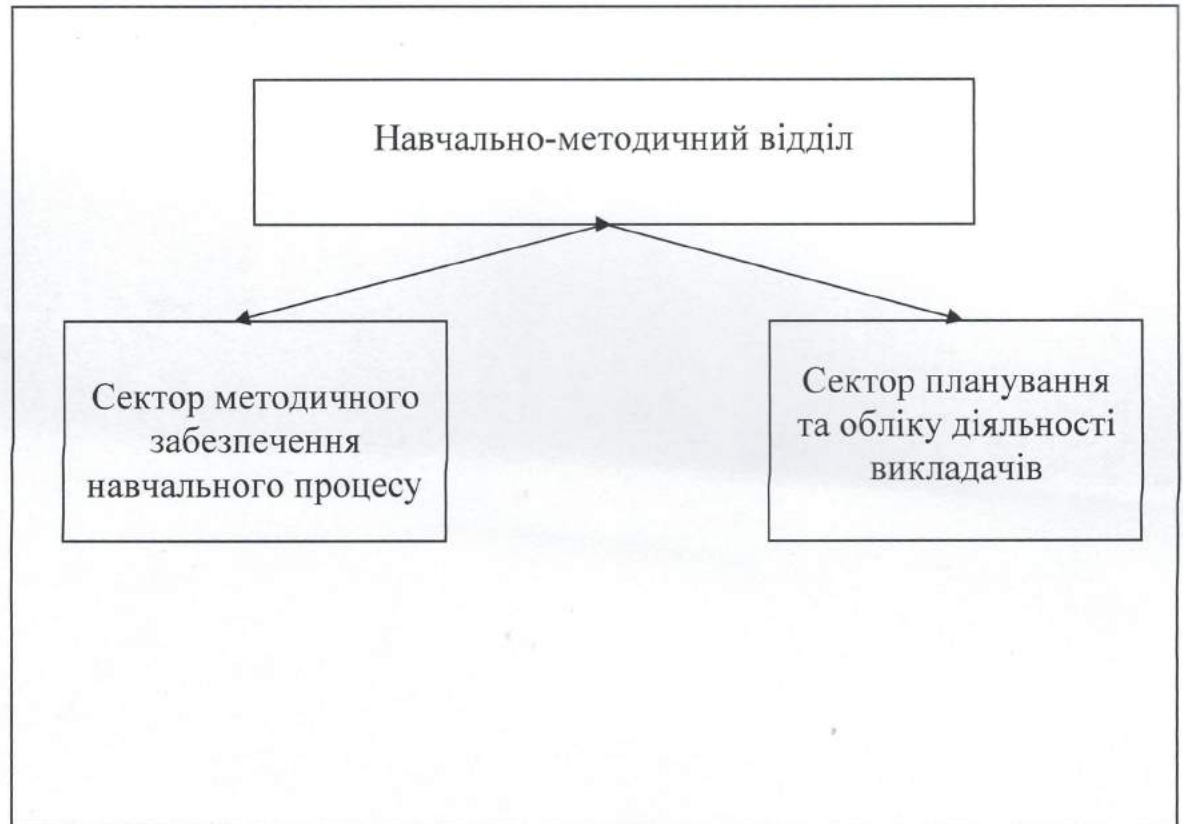 Навчально-методичний відділ
Сектор методичного
забезпечення
навчального процесу
Сектор планування
та обліку діяльності
викладачів